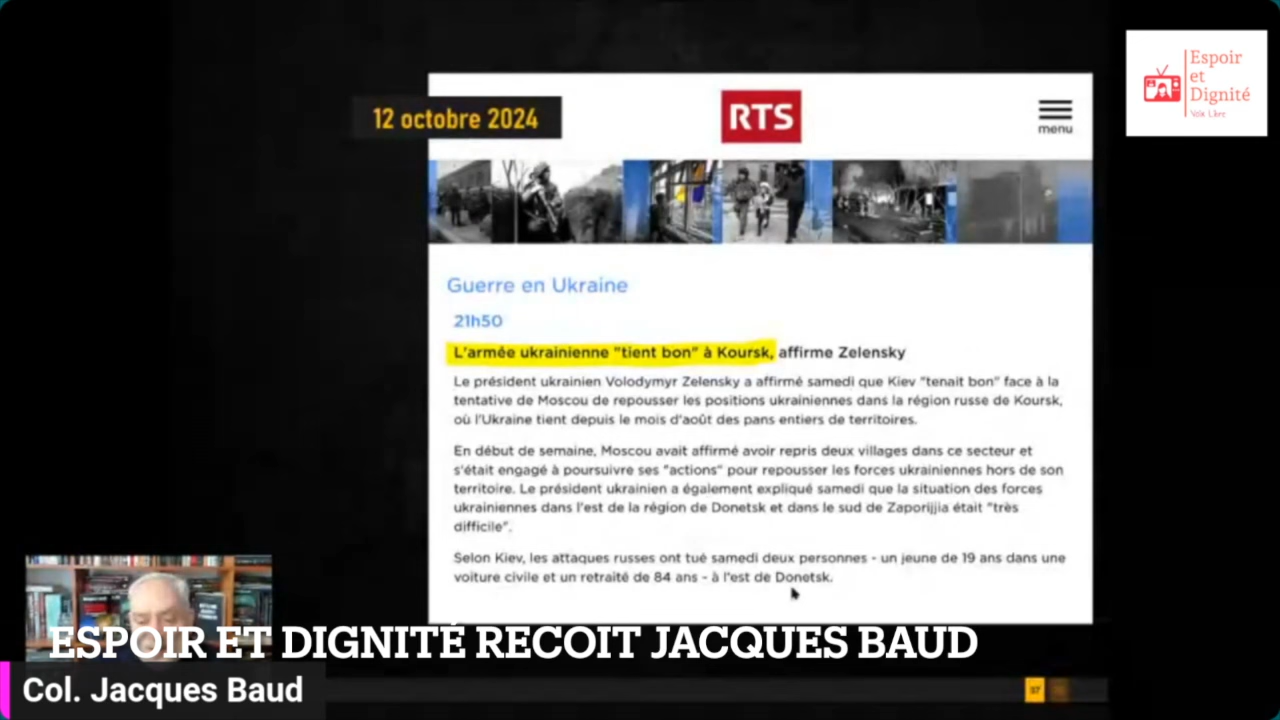 12 octobre 2024
RTS
menu
Espoir
et
Dignité
Guerre en Ukraine
21h50
L'armée ukrainienne "tient bon" à Koursk, affirme Zelensky
Le président ukrainien Volodymyr Zelensky a affirmé samedi que Kiev "tenait bon" face à la
tentative de Moscou de repousser les positions ukrainiennes dans la région russe de Koursk,
où l'Ukraine tient depuis le mois d'août des pans entiers de territoires.
En début de semaine, Moscou avait affirmé avoir repris deux villages dans ce secteur et
s'était engagé à poursuivre ses "actions" pour repousser les forces ukrainiennes hors de son
territoire. Le président ukrainien a également expliqué samedi que la situation des forces
ukrainiennes dans l'est de la région de Donetsk et dans le sud de Zaporijjia était "très
difficile".
Selon Kiev, les attaques russes ont tué samedi deux personnes - un jeune de 19 ans dans une
voiture civile et un retraité de 84 ans - à l'est de Donetsk.
ESPOIR ET DIGNITÉ RECOIT JACQUES BAUD
Col. Jacques Baud